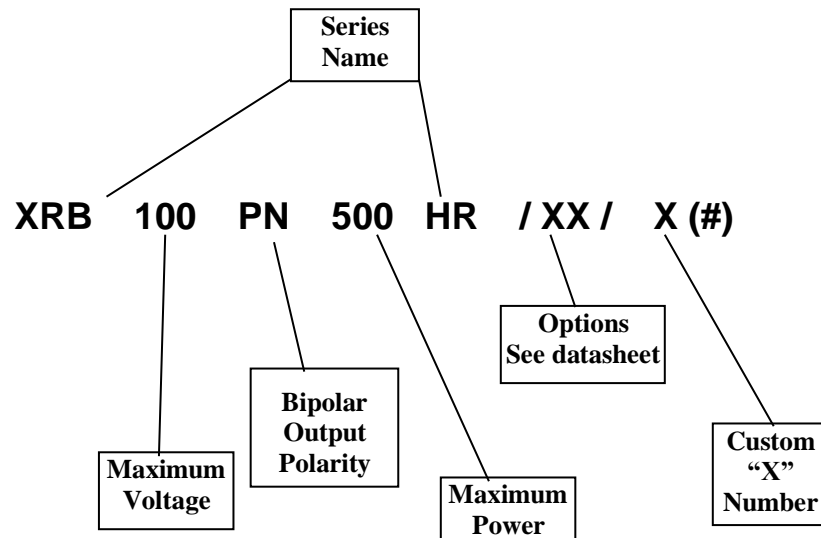 Series
Name
XRB 100 PN 500 HR / XX / X (#)
Options
See datasheet
Bipolar
Output
Polarity
Custom
“X”
Number
Maximum
Voltage
Maximum
Power